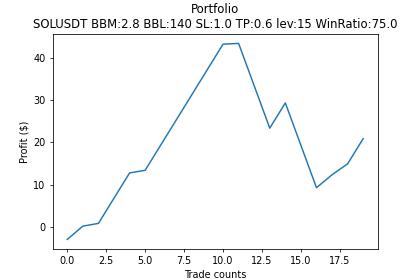 Portfolio
SOLUSDT BBM:2.8 BBL:140 SL:1.0 TP:0.6 lev:15 WinRatio:75.0
Profit ($)
40
30
20
10
0
0.0 2.5 5.0 7.5 10.0 12.5 15.0 17.5
Trade counts